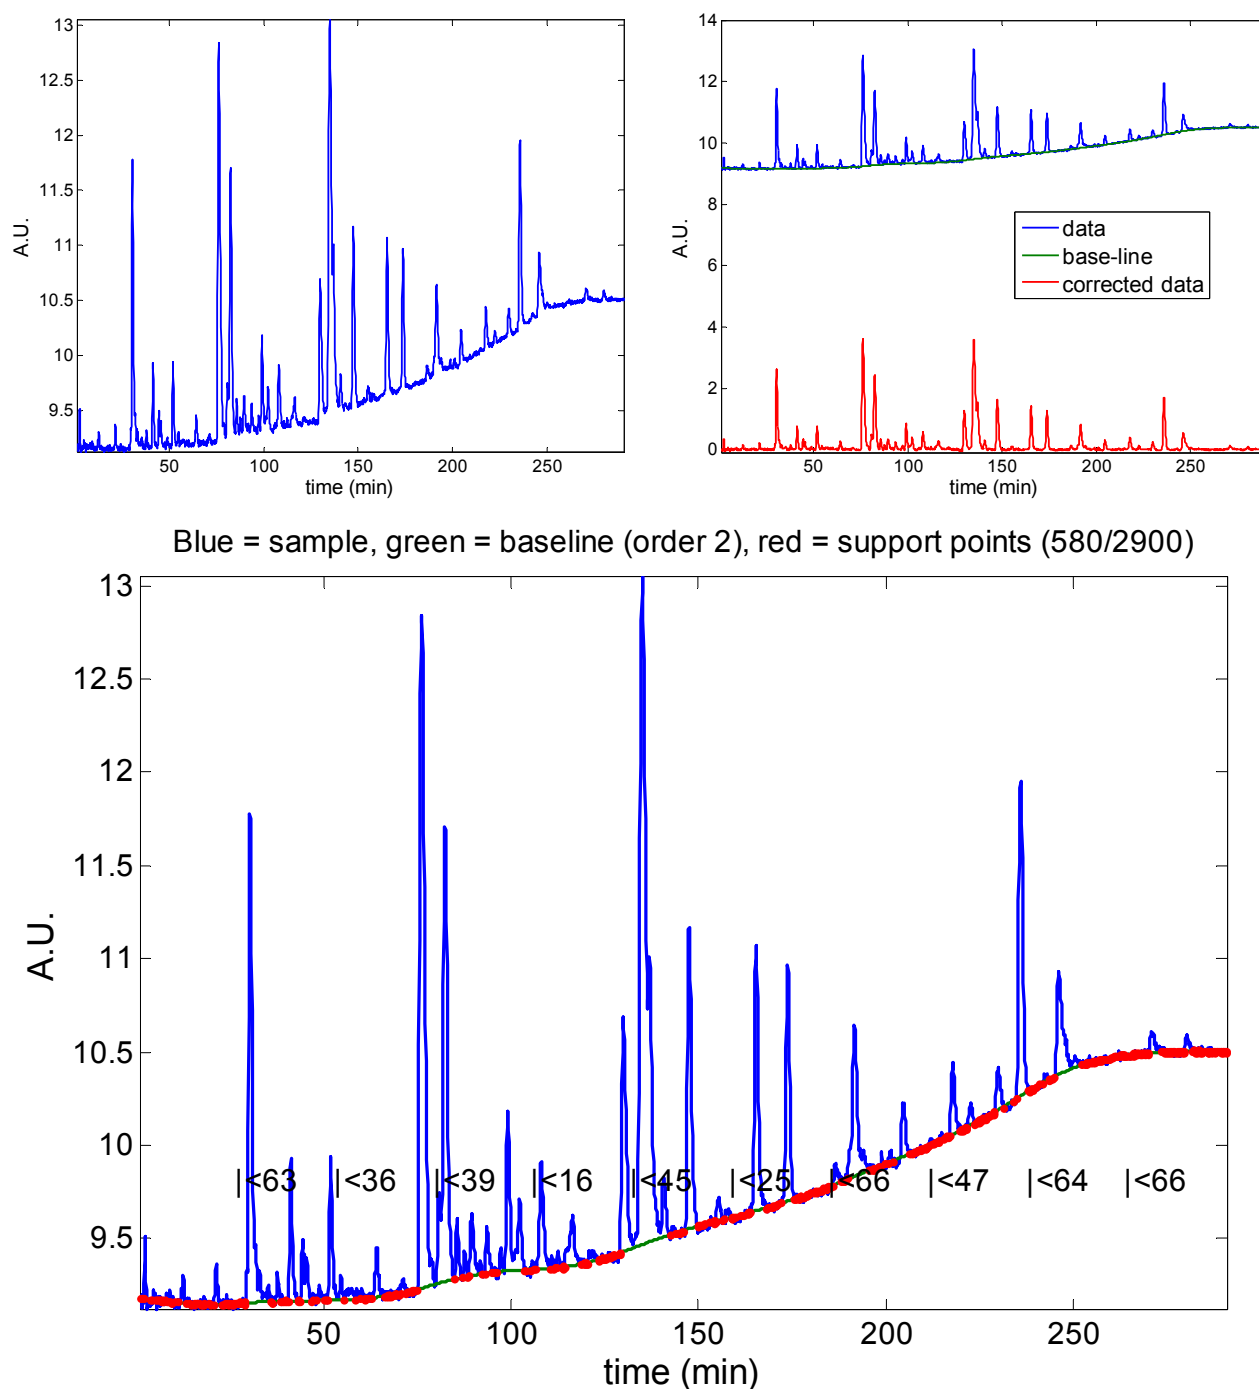 13
12.5
12
11.5
11
10.5
10
9.5
A.U.
50 100 150 200 250
time (min)
14
12
10
8
6
4
2
0
A.U.
data
base-line
corrected data
50 100 150 200 250
time (min)
Blue = sample, green = baseline (order 2), red = support points (580/2900)
13
12.5
12
11.5
11
10.5
10
9.5
A.U.
|<63 |<36 |<39 |<16 |<45 |<25 |<66 |<47 |<64 |<66
50 100 150 200 250
time (min)